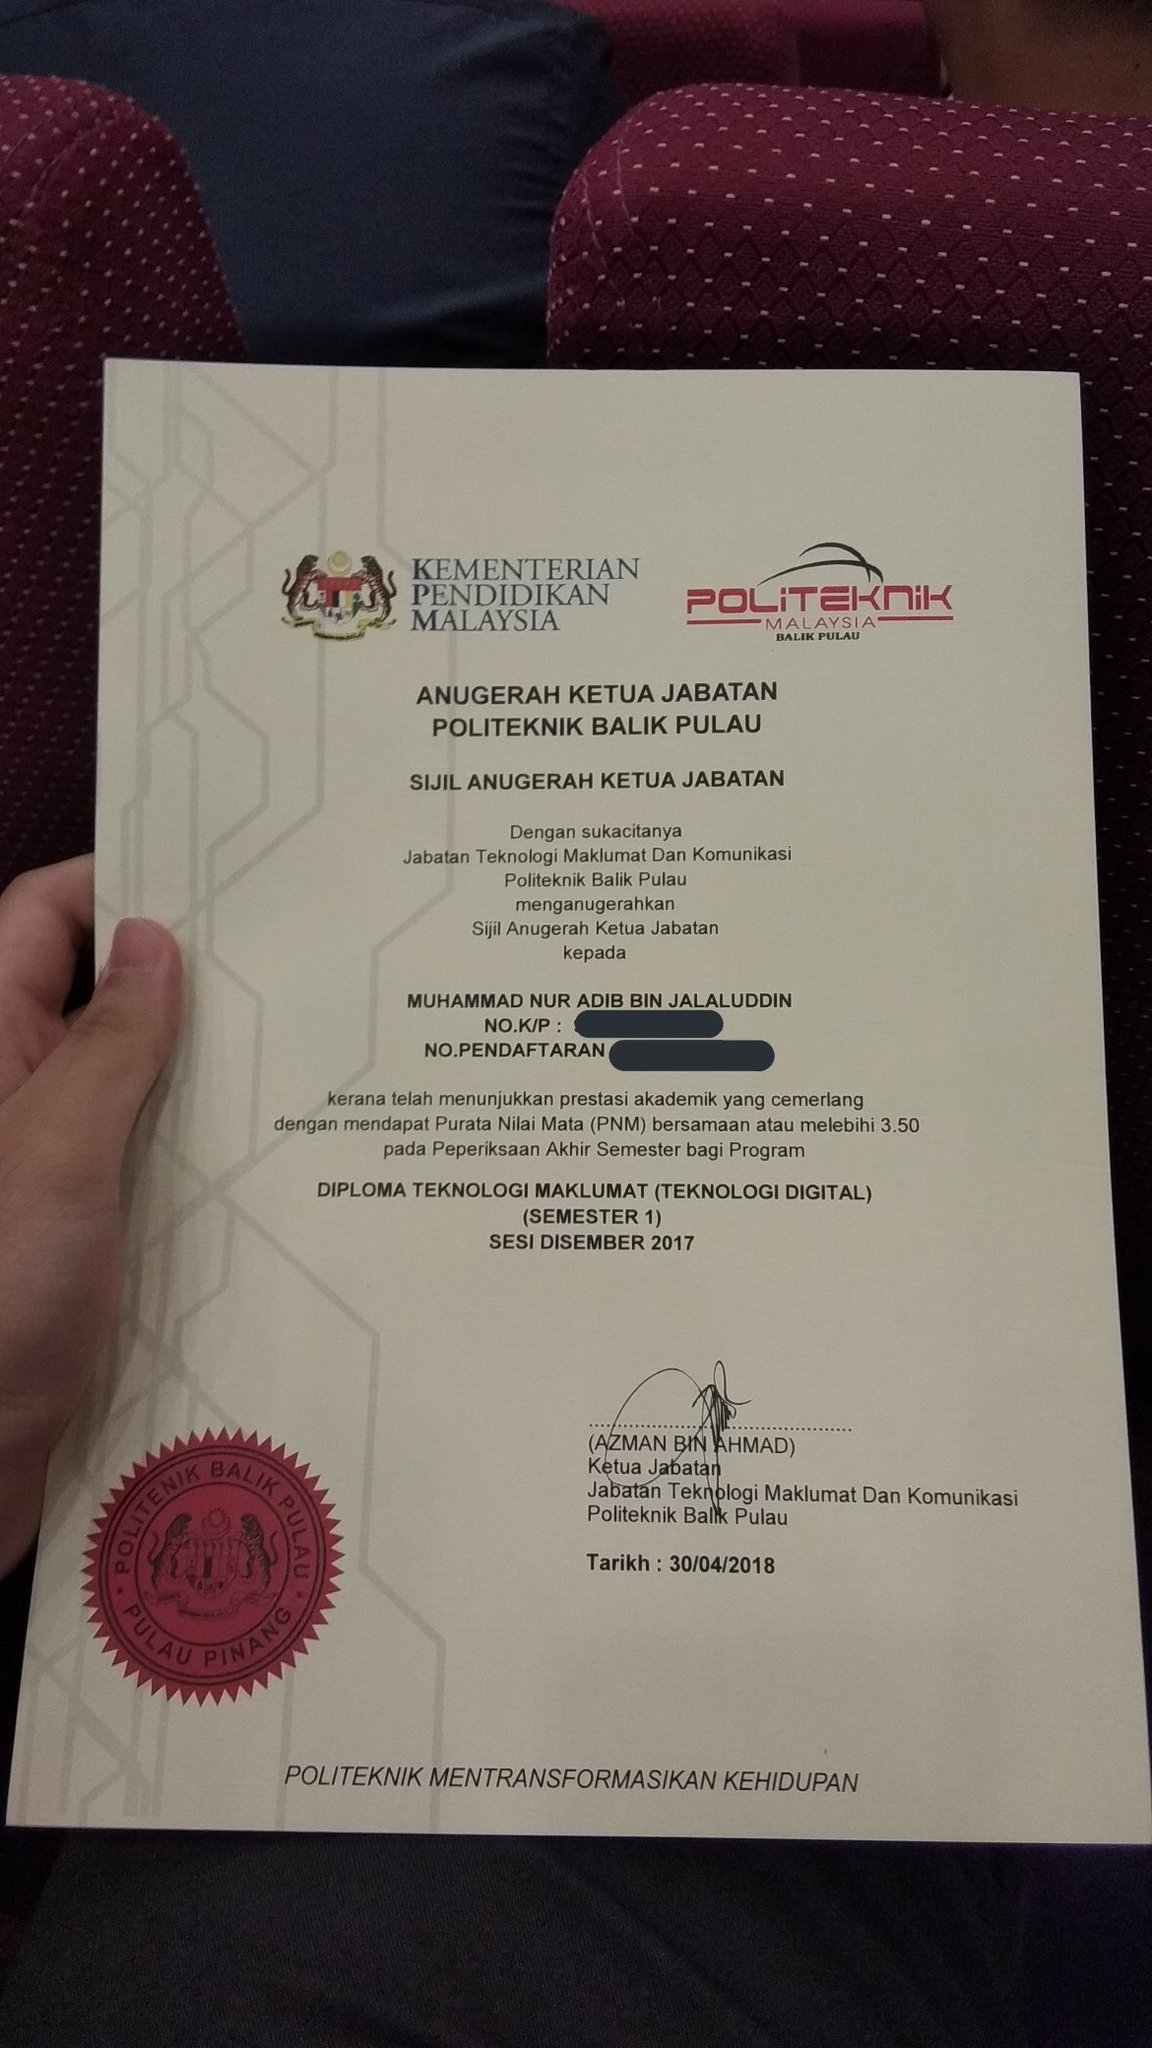 KEMENTERIAN
PENDIDIKAN
MALAYSIA
POLITEKNIK
MALAYSIA
BALIK PULAU
ANUGERAH KETUA JABATAN
POLITEKNIK BALIK PULAU
SIJIL ANUGERAH KETUA JABATAN
Dengan sukacitanya
Jabatan Teknologi Maklumat Dan Komunikasi
Politeknik Balik Pulau
menganugerahkan
Sijil Anugerah Ketua Jabatan
kepada
MUHAMMAD NUR ADIB BIN JALALUDDIN
NO.K/P :
NO.PENDAFTARAN
kerana telah menunjukkan prestasi akademik yang cemerlang
dengan mendapat Purata Nilai Mata (PNM) bersamaan atau melebihi 3.50
pada Peperiksaan Akhir Semester bagi Program
DIPLOMA TEKNOLOGI MAKLUMAT (TEKNOLOGI DIGITAL)
(SEMESTER 1)
SESI DISEMBER 2017
(AZMAN BIN AHMAD)
Ketua Jabatan
Jabatan Teknologi Maklumat Dan Komunikasi
Politeknik Balik Pulau
Tarikh : 30/04/2018
POLITENIK BALIK PULAU
PULAU PINANG
POLITEKNIK MENTRANSFORMASIKAN KEHIDUPAN